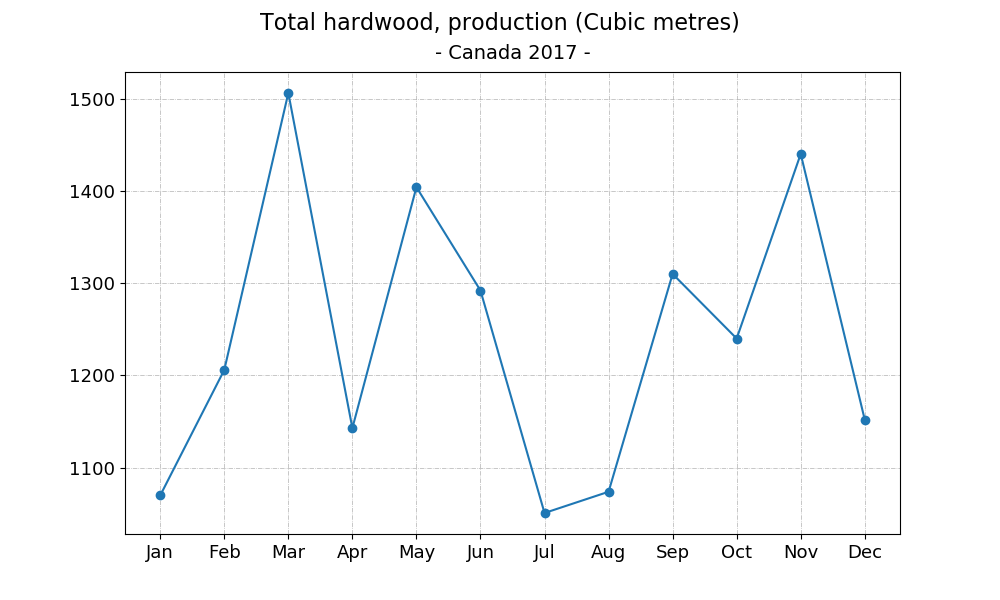 Total hardwood, production (Cubic metres)
- Canada 2017 -
1500
1400
1300
1200
1100
Jan Feb Mar Apr May Jun Jul Aug Sep Oct Nov Dec